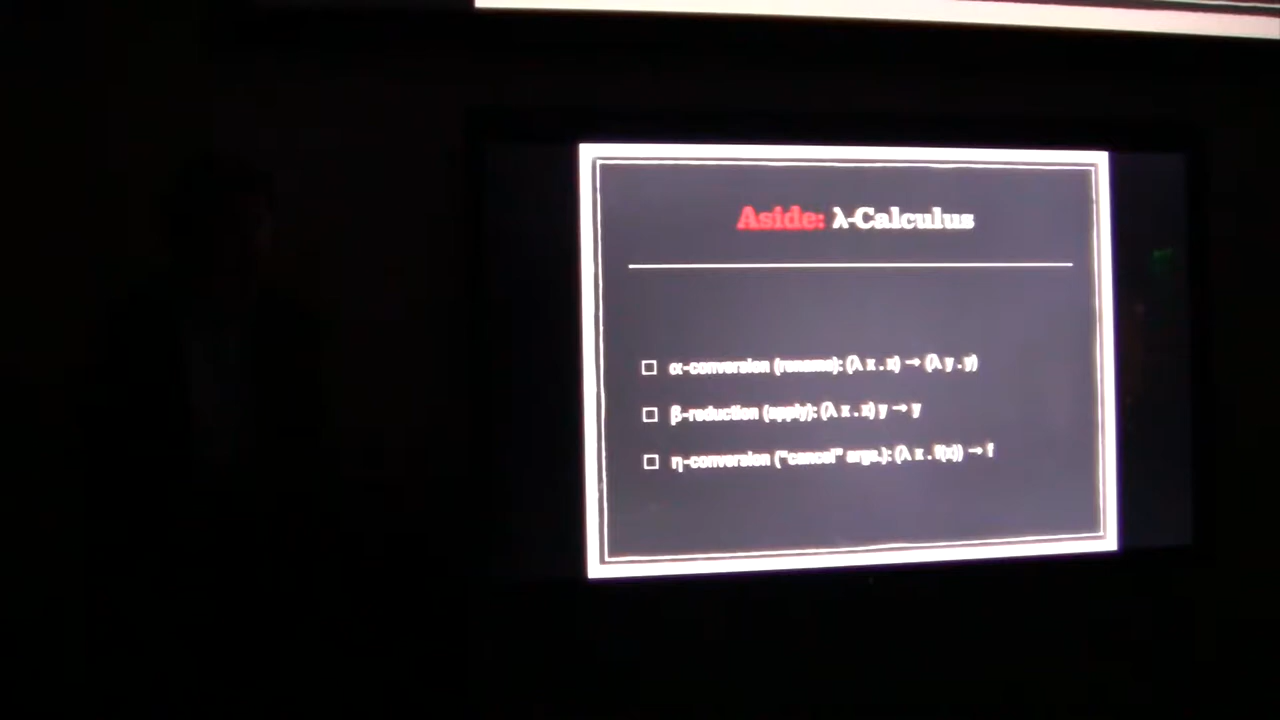 Aside: λ-Calculus
α-conversion (rename): (λ x . x) → (λ y . y)
β-reduction (apply): (λ x . x) y → y
η-conversion ("cancel" args.): (λ x . f(x)) → f